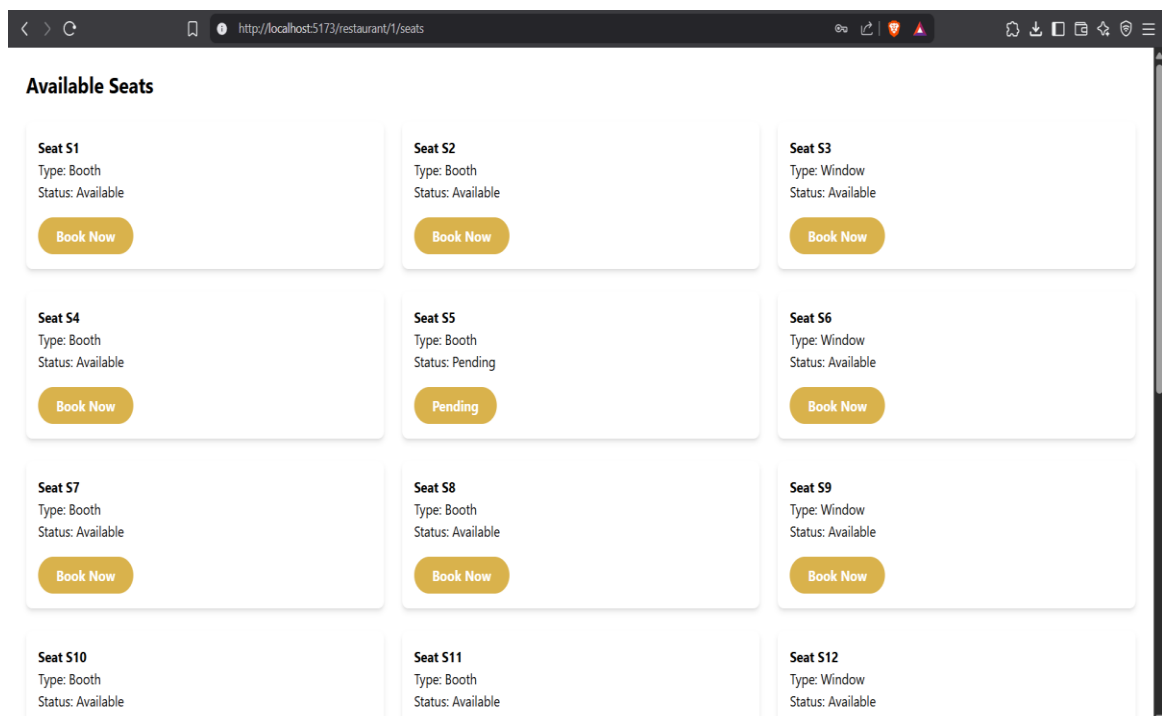 http://localhost:5173/restaurant/1/seats
Available Seats
Seat S1
Type: Booth
Status: Available
Book Now
Seat S2
Type: Booth
Status: Available
Book Now
Seat S3
Type: Window
Status: Available
Book Now
Seat S4
Type: Booth
Status: Available
Book Now
Seat S5
Type: Booth
Status: Pending
Pending
Seat S6
Type: Window
Status: Available
Book Now
Seat S7
Type: Booth
Status: Available
Book Now
Seat S8
Type: Booth
Status: Available
Book Now
Seat S9
Type: Window
Status: Available
Book Now
Seat S10
Type: Booth
Status: Available
Seat S11
Type: Booth
Status: Available
Seat S12
Type: Window
Status: Available